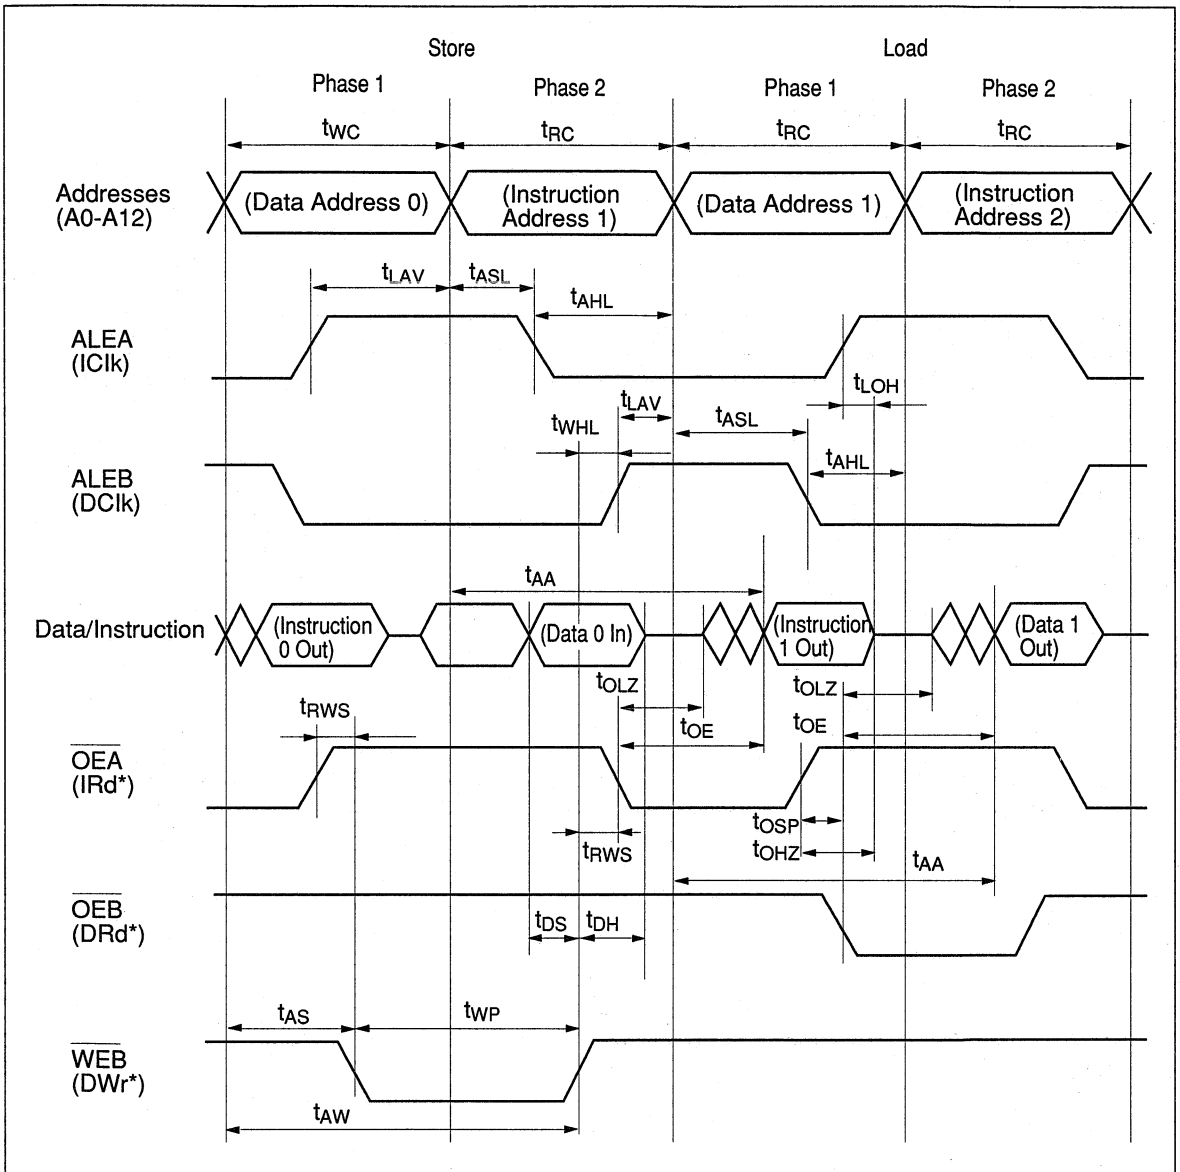 Store
Load
Phase 1
Phase 2
Phase 1
Phase 2
tWC
tRC
tRC
tRC
Addresses
(A0-A12)
(Data Address 0)
(Instruction
Address 1)
(Data Address 1)
(Instruction
Address 2)
tLAV
tASL
tAHL
ALEA
(IClk)
tLOH
tLAV
tWHL
tASL
tAHL
ALEB
(DClk)
tAA
Data/Instruction
(Instruction
0 Out)
(Data 0 In)
(Instruction
1 Out)
(Data 1
Out)
tOLZ
tOLZ
tRWS
tOE
tOE
OEA
(IRd*)
tOSP
tRWS
tOHZ
tAA
OEB
(DRd*)
tDS
tDH
tAS
tWP
WEB
(DWr*)
tAW